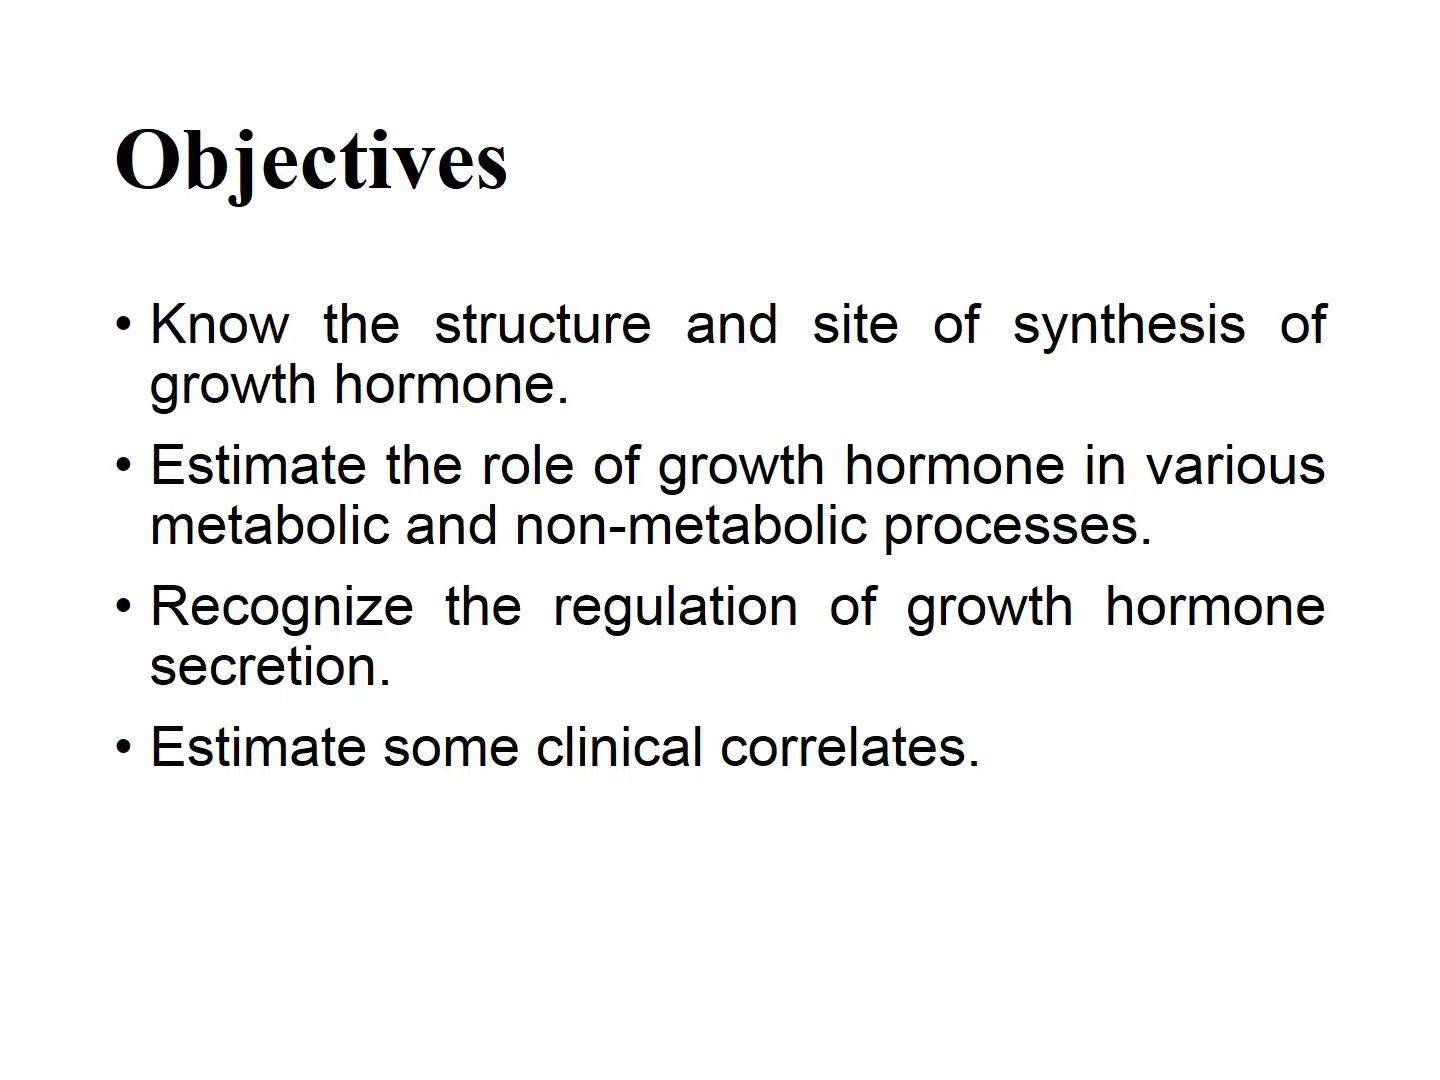 Objectives
• Know the structure and site of synthesis of
growth hormone.
• Estimate the role of growth hormone in various
metabolic and non-metabolic processes.
• Recognize the regulation of growth hormone
secretion.
• Estimate some clinical correlates.